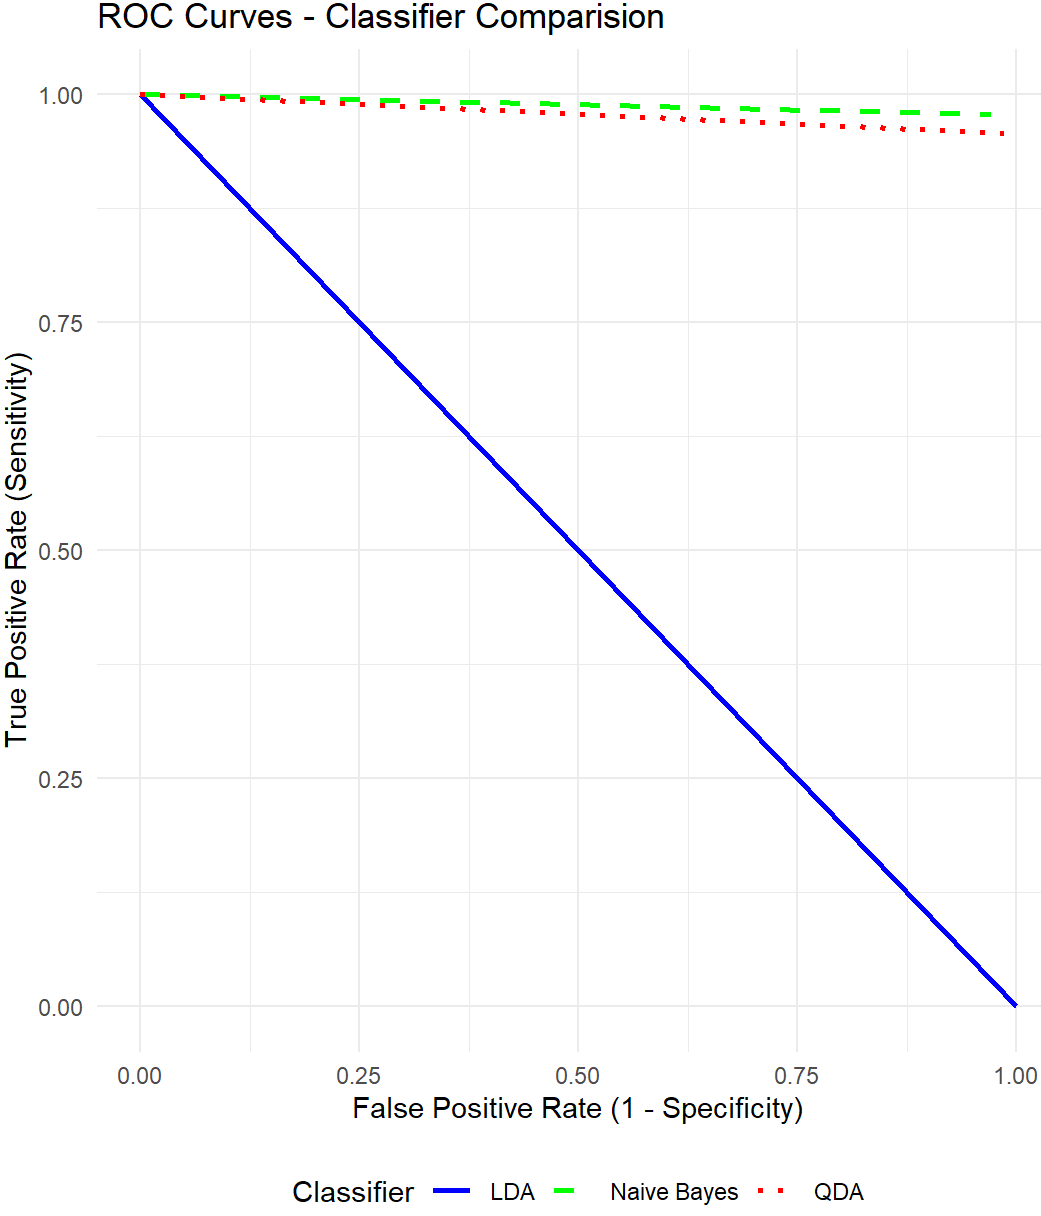 ROC Curves - Classifier Comparision
True Positive Rate (Sensitivity)
1.00
0.75
0.50
0.25
0.00
0.00 0.25 0.50 0.75 1.00
False Positive Rate (1 - Specificity)
Classifier LDA Naive Bayes QDA